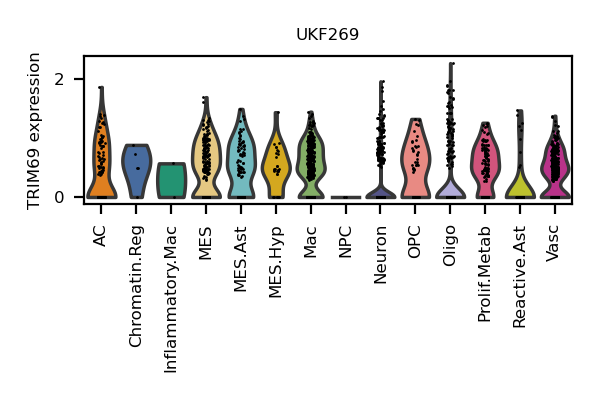 UKF269
TRIM69 expression
2
0
AC
Chromatin.Reg
Inflammatory.Mac
MES
MES.Ast
MES.Hyp
Mac
NPC
Neuron
OPC
Oligo
Prolif.Metab
Reactive.Ast
Vasc